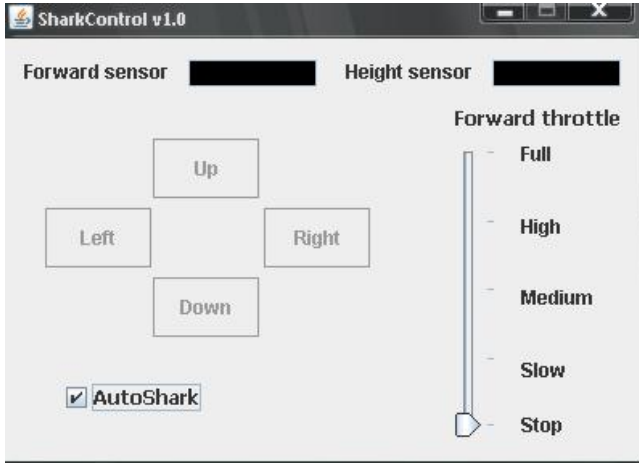 SharkControl v1.0
Forward sensor
Height sensor
Forward throttle
Up
Left
Right
Down
AutoShark
Full
High
Medium
Slow
Stop